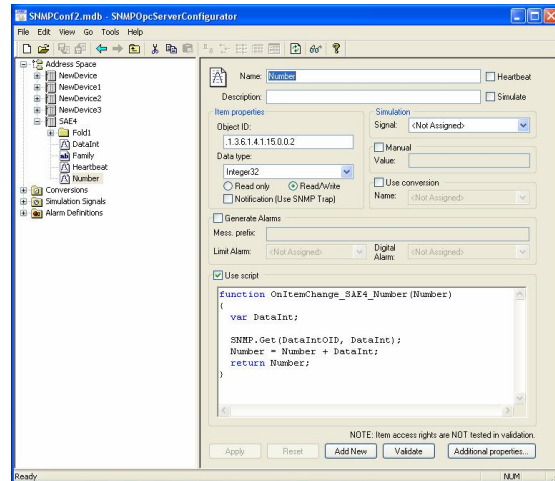 SNMPConf2.mdb - SNMPOpcServerConfigurator
File Edit View Go Tools Help
Address Space
NewDevice
NewDevice1
NewDevice2
NewDevice3
SAE4
Fold1
DataInt
Family
Heartbeat
Number
Conversions
Simulation Signals
Alarm Definitions
Name: Number Heartbeat
Description: Simulate
Item properties
Object ID:
.1.3.6.1.4.1.15.0.0.2
Data type:
Integer32
Read only Read/Write
Notification (Use SNMP Trap)
Simulation
Signal: <Not Assigned>
Manual
Value:
Use conversion
Name: <Not Assigned>
Generate Alarms
Mess. prefix:
Limit Alarm: <Not Assigned> Digital Alarm: <Not Assigned>
Use script
function OnItemChange_SAE4_Number(Number)
{
var DataInt;
SNMP.Get(DataIntOID, DataInt);
Number = Number + DataInt;
return Number;
}
NOTE: Item access rights are NOT tested in validation.
Apply Reset Add New Validate Additional properties...
Ready NUM